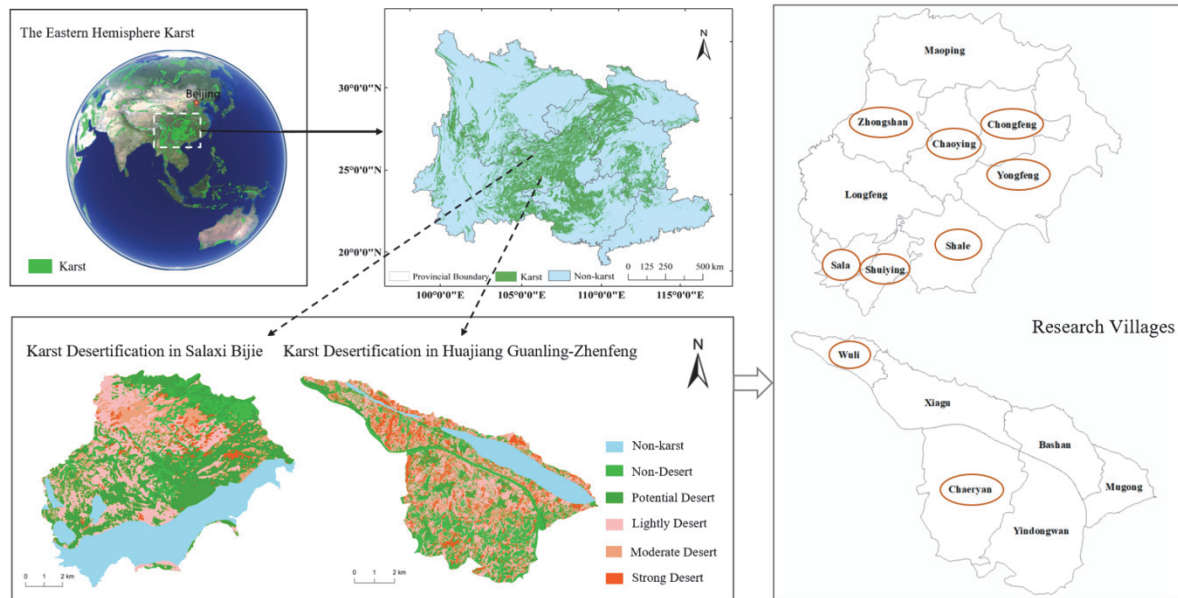 The Eastern Hemisphere Karst
Beijing
Karst
N
30°0'0"N
25°0'0"N
20°0'0"N
Provincial Boundary
Karst
Non-karst
0 125 250 500 km
100°0'0"E
105°0'0"E
110°0'0"E
115°0'0"E
Karst Desertification in Salaxi Bijie
Karst Desertification in Huajiang Guanling-Zhenfeng
N
Non-karst
Non-Desert
Potential Desert
Lightly Desert
Moderate Desert
Strong Desert
0 1 2 km
0 1 2 km
Maoping
Zhongshan
Chongfeng
Chaoying
Yongfeng
Longfeng
Shale
Sala
Shuiying
Research Villages
Wuli
Xiagu
Bashan
Chaeryan
Mugong
Yindongwan